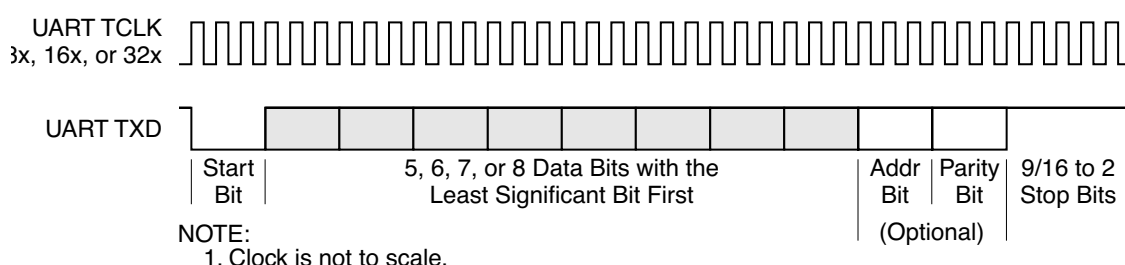 UART TCLK
x, 16x, or 32x
UART TXD
Start
Bit
5, 6, 7, or 8 Data Bits with the
Least Significant Bit First
Addr
Bit
Parity
Bit
(Optional)
9/16 to 2
Stop Bits
NOTE:
1. Clock is not to scale.